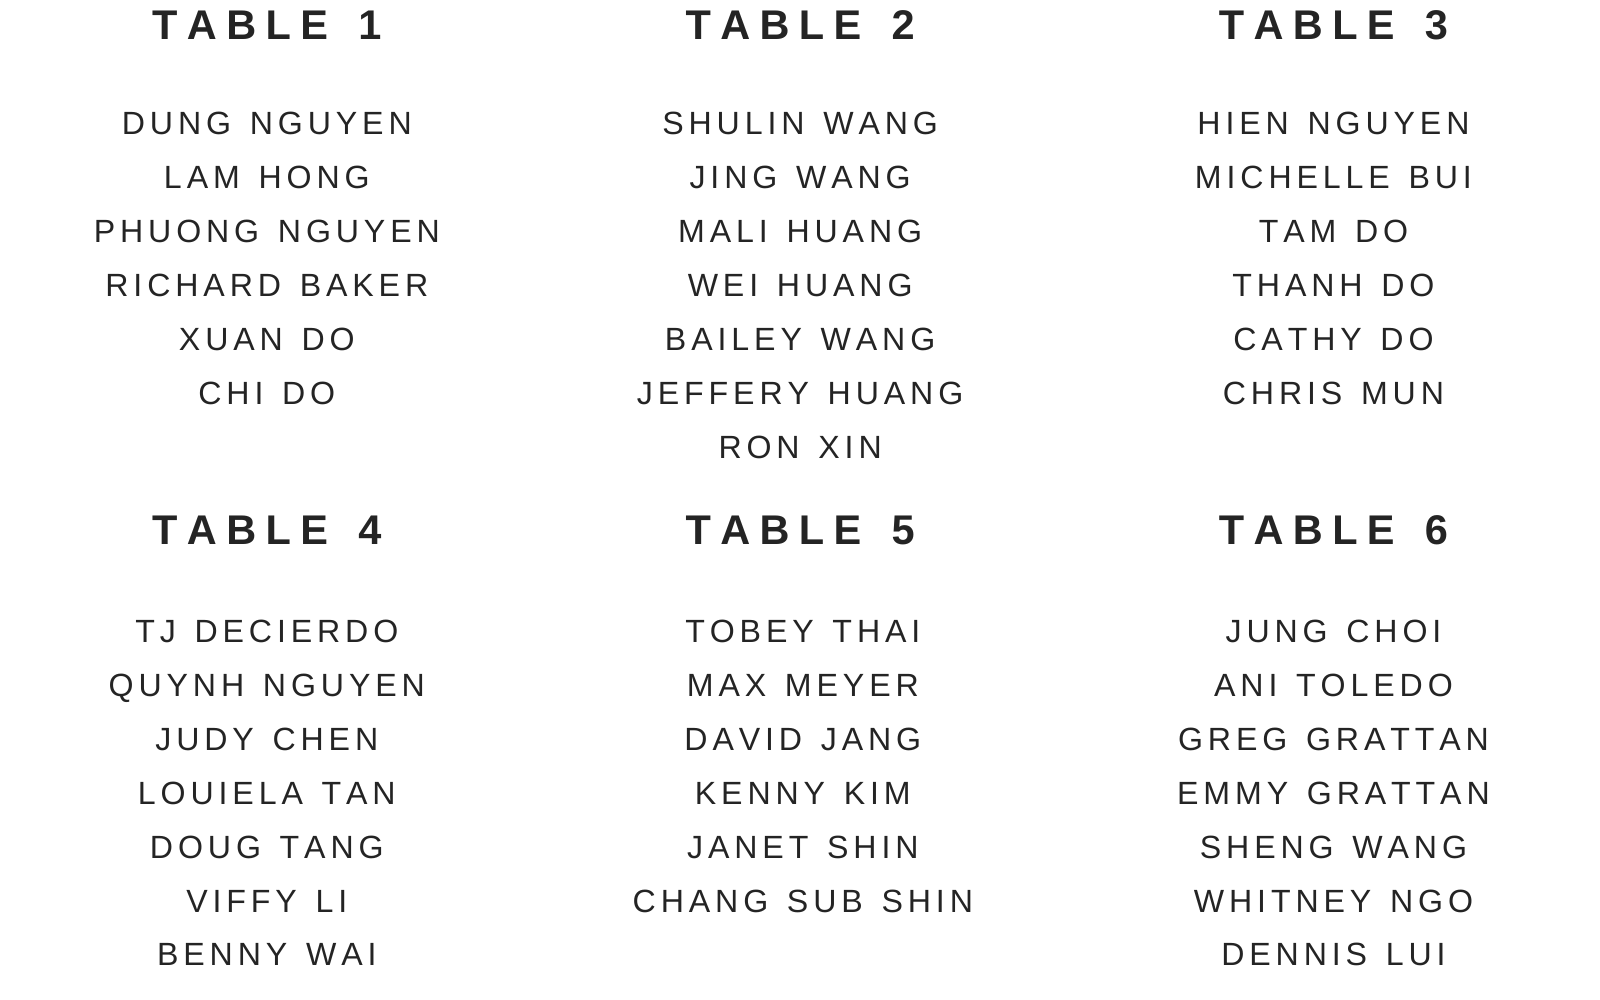 TABLE 1
DUNG NGUYEN
LAM HONG
PHUONG NGUYEN
RICHARD BAKER
XUAN DO
CHI DO
TABLE 2
SHULIN WANG
JING WANG
MALI HUANG
WEI HUANG
BAILEY WANG
JEFFERY HUANG
RON XIN
TABLE 3
HIEN NGUYEN
MICHELLE BUI
TAM DO
THANH DO
CATHY DO
CHRIS MUN
TABLE 4
TJ DECIERDO
QUYNH NGUYEN
JUDY CHEN
LOUIELA TAN
DOUG TANG
VIFFY LI
BENNY WAI
TABLE 5
TOBEY THAI
MAX MEYER
DAVID JANG
KENNY KIM
JANET SHIN
CHANG SUB SHIN
TABLE 6
JUNG CHOI
ANI TOLEDO
GREG GRATTAN
EMMY GRATTAN
SHENG WANG
WHITNEY NGO
DENNIS LUI